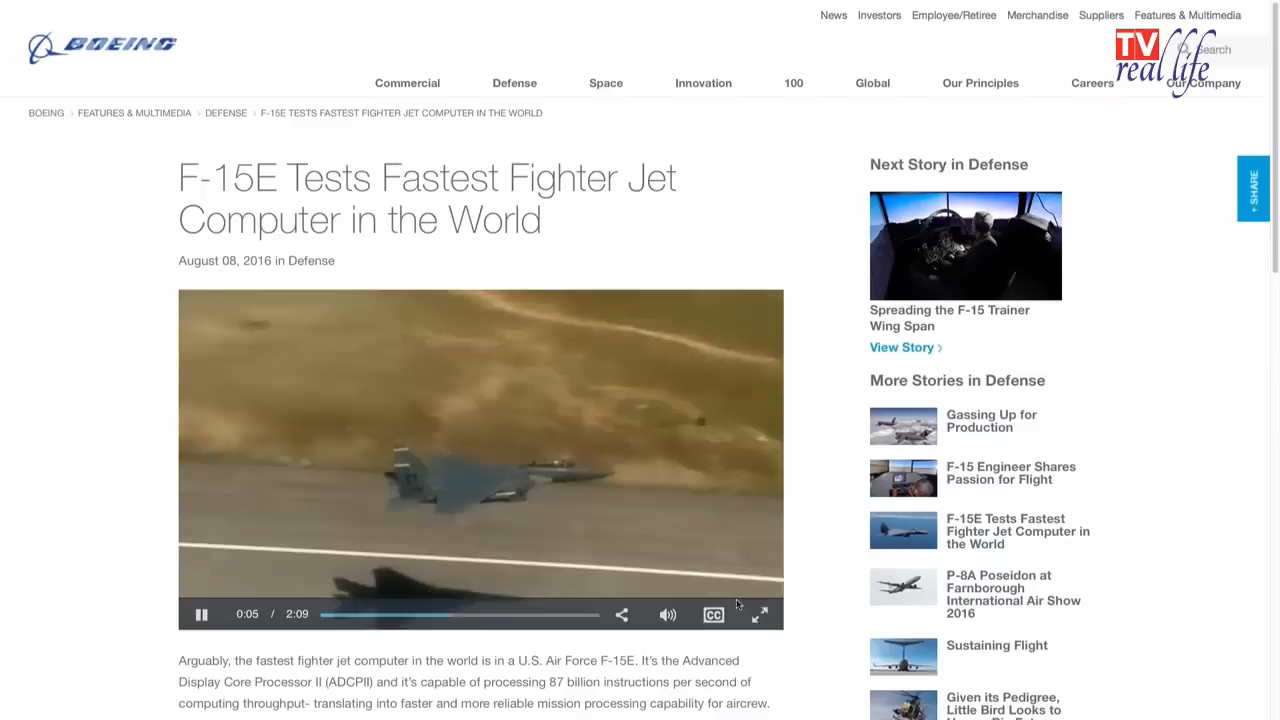 News Investors Employee/Retiree Merchandise Suppliers Features & Multimedia
BOEING
TV
real life
Search
Commercial Defense Space Innovation 100 Global Our Principles Careers Our Company
BOEING > FEATURES & MULTIMEDIA > DEFENSE > F-15E TESTS FASTEST FIGHTER JET COMPUTER IN THE WORLD
F-15E Tests Fastest Fighter Jet
Computer in the World
August 08, 2016 in Defense
0:05 / 2:09
CC
Arguably, the fastest fighter jet computer in the world is in a U.S. Air Force F-15E. It's the Advanced
Display Core Processor II (ADCPII) and it's capable of processing 87 billion instructions per second of
computing throughput- translating into faster and more reliable mission processing capability for aircrew.
Next Story in Defense
Spreading the F-15 Trainer
Wing Span
View Story >
More Stories in Defense
Gassing Up for
Production
F-15 Engineer Shares
Passion for Flight
F-15E Tests Fastest
Fighter Jet Computer in
the World
P-8A Poseidon at
Farnborough
International Air Show
2016
Sustaining Flight
Given its Pedigree,
Little Bird Looks to
+ SHARE